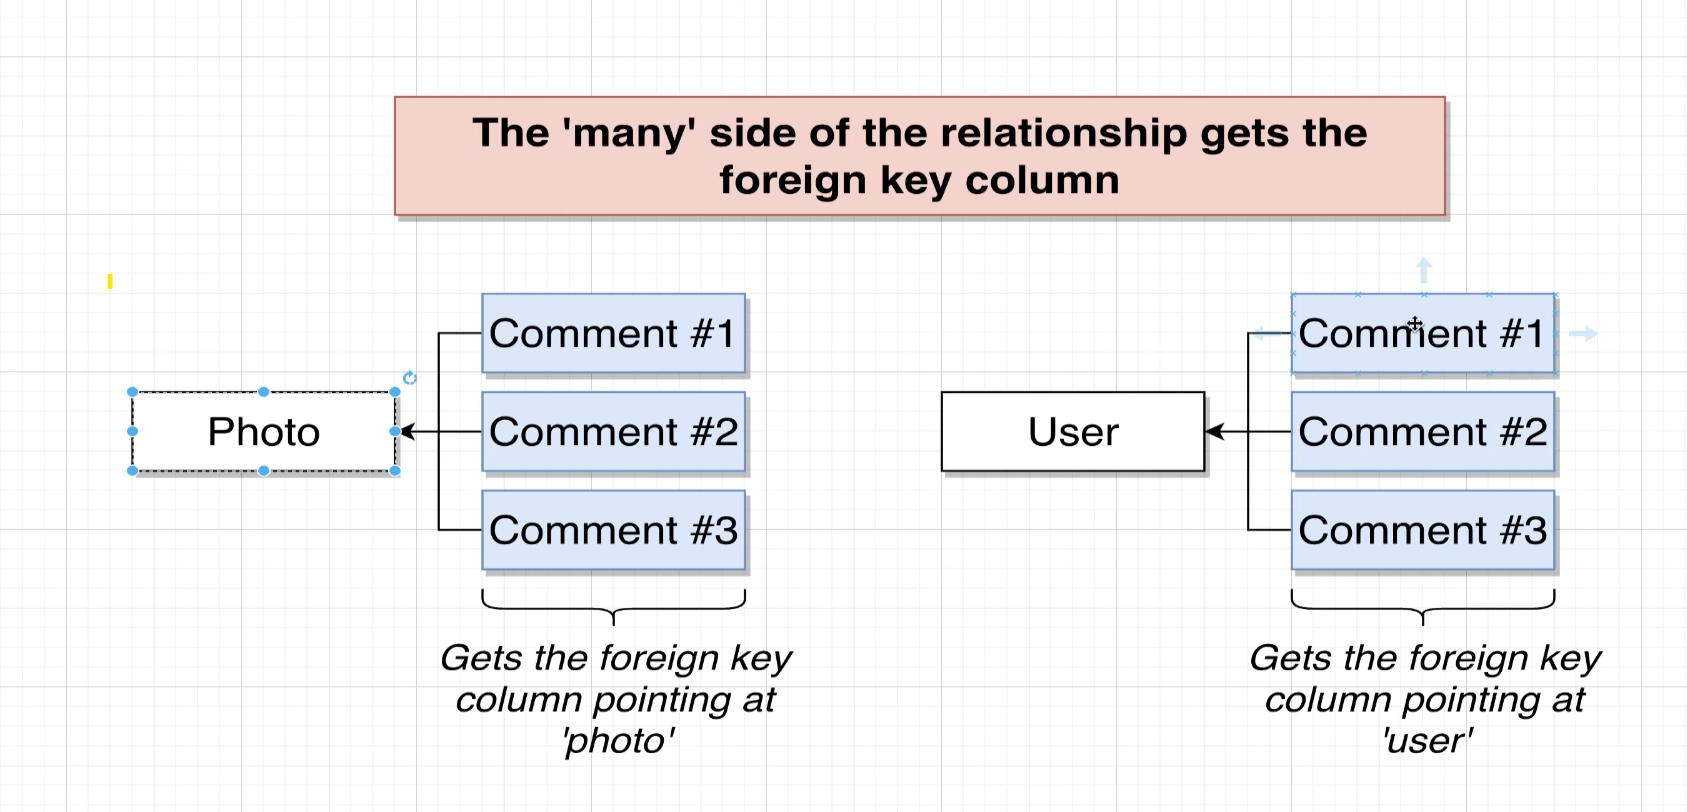 The 'many' side of the relationship gets the
foreign key column
Comment #1
Comment #2
Comment #3
Photo
Gets the foreign key
column pointing at
'photo'
Comment #1
Comment #2
Comment #3
User
Gets the foreign key
column pointing at
'user'